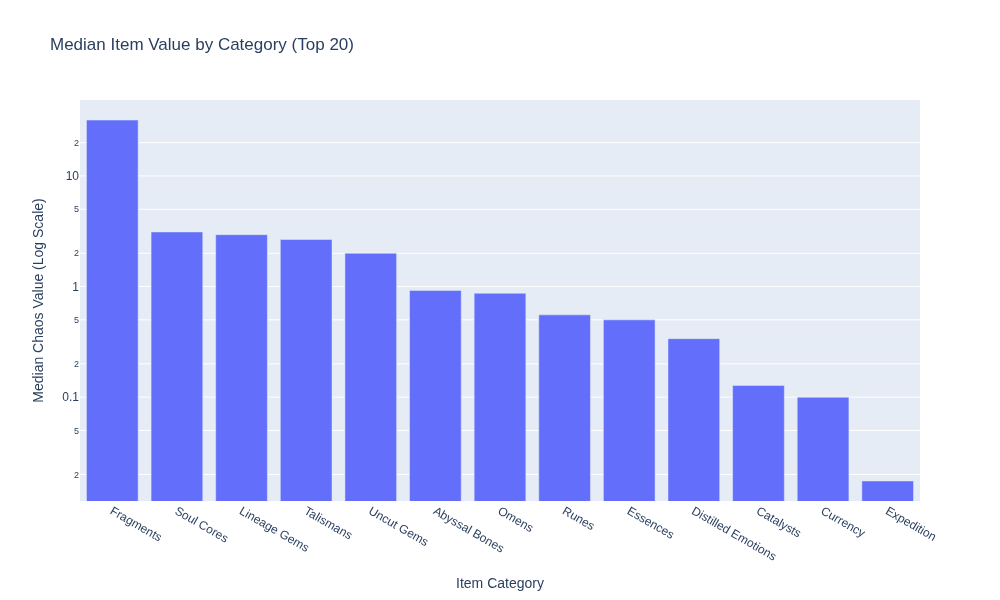 Median Item Value by Category (Top 20)
2
10
5
2
1
5
2
0.1
5
2
Median Chaos Value (Log Scale)
Fragments
Soul Cores
Lineage Gems
Talismans
Uncut Gems
Abyssal Bones
Omens
Runes
Essences
Distilled Emotions
Catalysts
Currency
Expedition
Item Category